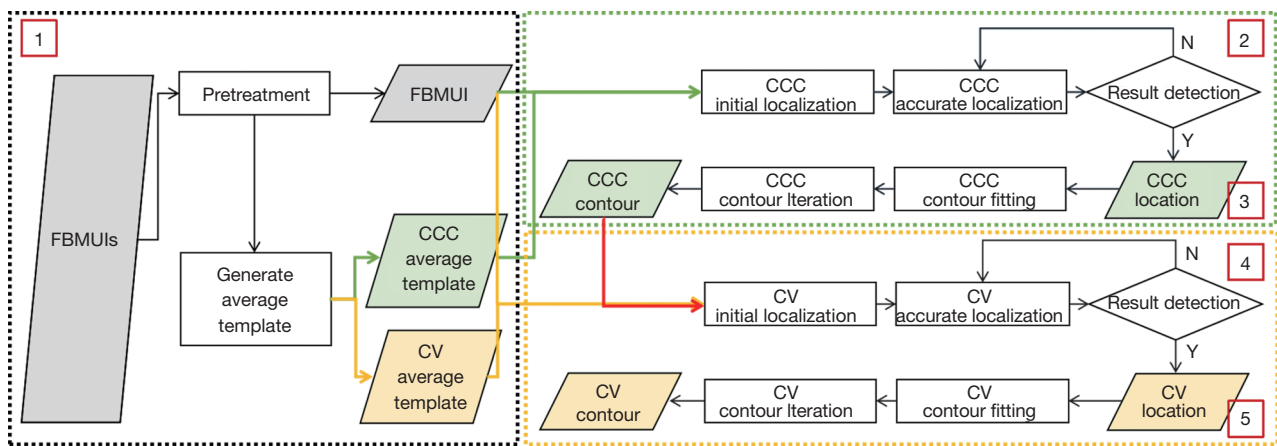 1
FBMUIs
Pretreatment
FBMUI
Generate
average
template
CCC
average
template
CV
average
template
2
CCC
initial localization
CCC
accurate localization
N
Result detection
Y
CCC
location
3
CCC
contour fitting
CCC
contour lteration
CCC
contour
4
CV
initial localization
CV
accurate localization
N
Result detection
Y
CV
location
5
CV
contour fitting
CV
contour lteration
CV
contour